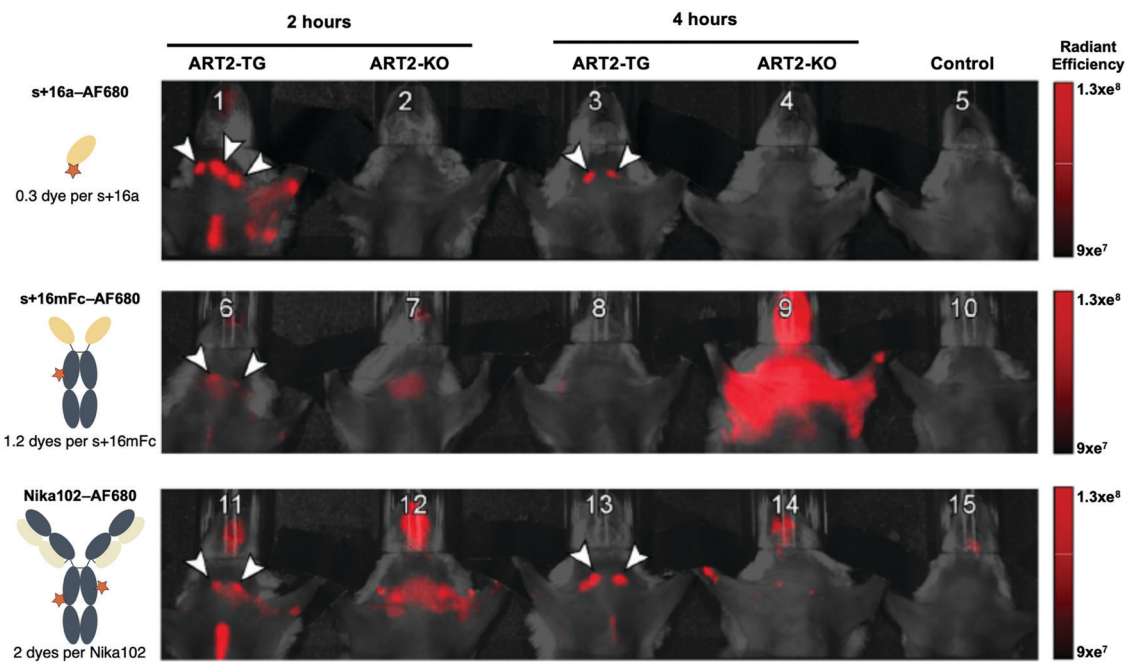 2 hours
4 hours
Radiant
Efficiency
ART2-TG
ART2-KO
ART2-TG
ART2-KO
Control
s+16a–AF680
1
2
3
4
5
1.3xe⁸
0.3 dye per s+16a
9xe⁷
s+16mFc–AF680
6
7
8
9
10
1.3xe⁸
1.2 dyes per s+16mFc
9xe⁷
Nika102–AF680
11
12
13
14
15
1.3xe⁸
2 dyes per Nika102
9xe⁷